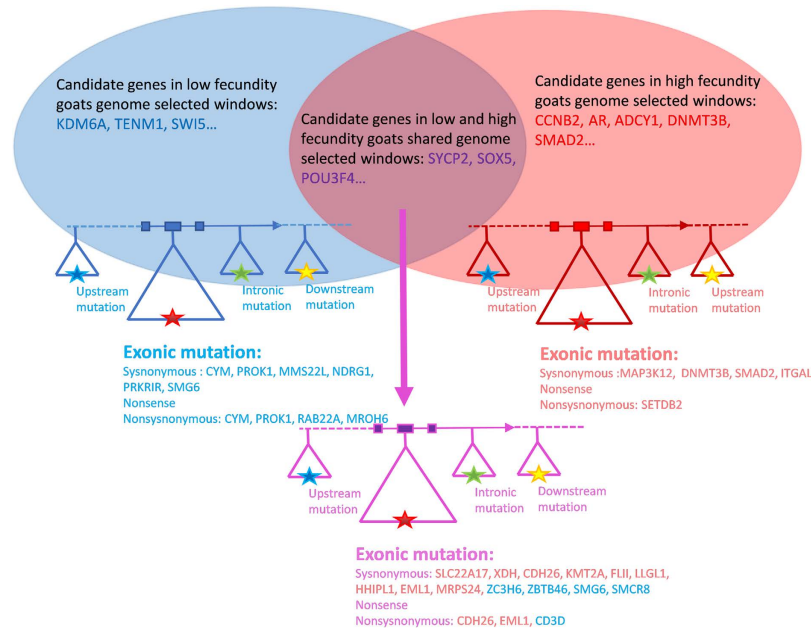 Candidate genes in low fecundity
goats genome selected windows:
KDM6A, TENM1, SWI5...
Candidate genes in low and high
fecundity goats shared genome
selected windows: SYCP2, SOX5,
POU3F4...
Candidate genes in high fecundity
goats genome selected windows:
CCNB2, AR, ADCY1, DNMT3B,
SMAD2...
Upstream
mutation
Intronic
mutation
Downstream
mutation
Exonic mutation:
Sysnonymous : CYM, PROK1, MMS22L, NDRG1,
PRKRIR, SMG6
Nonsense
Nonsysnonymous: CYM, PROK1, RAB22A, MROH6
Upstream
mutation
Intronic
mutation
Upstream
mutation
Exonic mutation:
Sysnonymous :MAP3K12, DNMT3B, SMAD2, ITGAL
Nonsense
Nonsysnonymous: SETDB2
Upstream
mutation
Intronic
mutation
Downstream
mutation
Exonic mutation:
Sysnonymous: SLC22A17, XDH, CDH26, KMT2A, FLII, LLGL1,
HHIPL1, EML1, MRPS24, ZC3H6, ZBTB46, SMG6, SMCR8
Nonsense
Nonsysnonymous: CDH26, EML1, CD3D